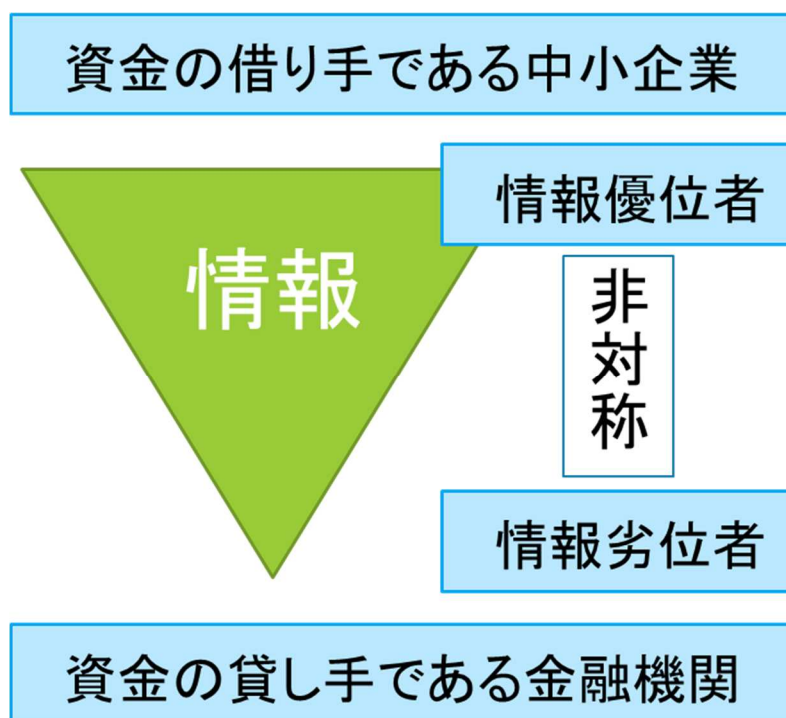 資金の借り手である中小企業
情報優位者
情報
非対称
情報劣位者
資金の貸し手である金融機関